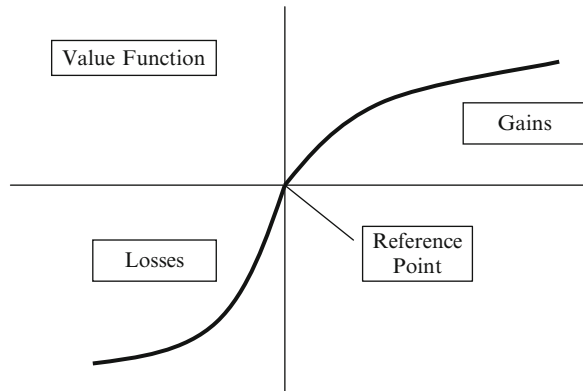 Value Function
Gains
Losses
Reference
Point